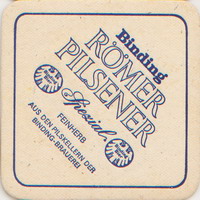 Binding
RÖMER
PILSENER
Spezial
FEINHERB
AUS DEN PILSKELLERN DER
BINDING-BRAUEREI